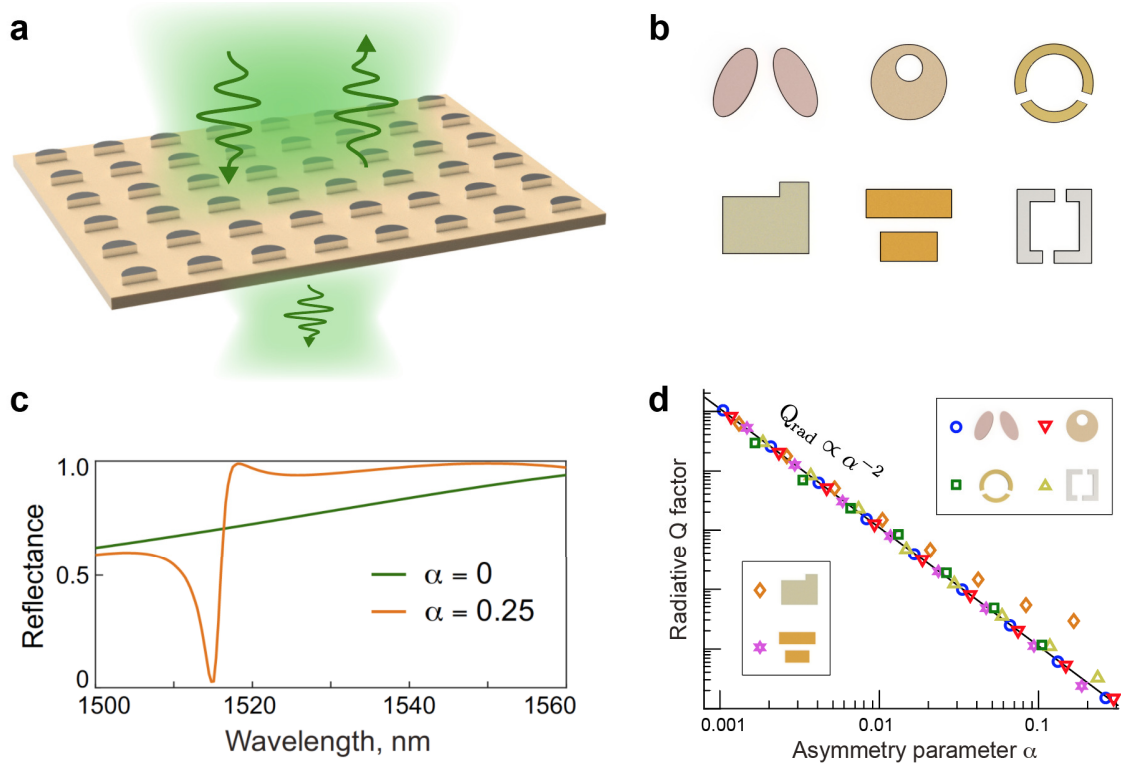 a
b
c
Reflectance
1.0
0.5
0
α = 0
α = 0.25
1500
1520
1540
1560
Wavelength, nm
d
Radiative Q factor
Q_rad ∝ α⁻²
0.001
0.01
0.1
Asymmetry parameter α